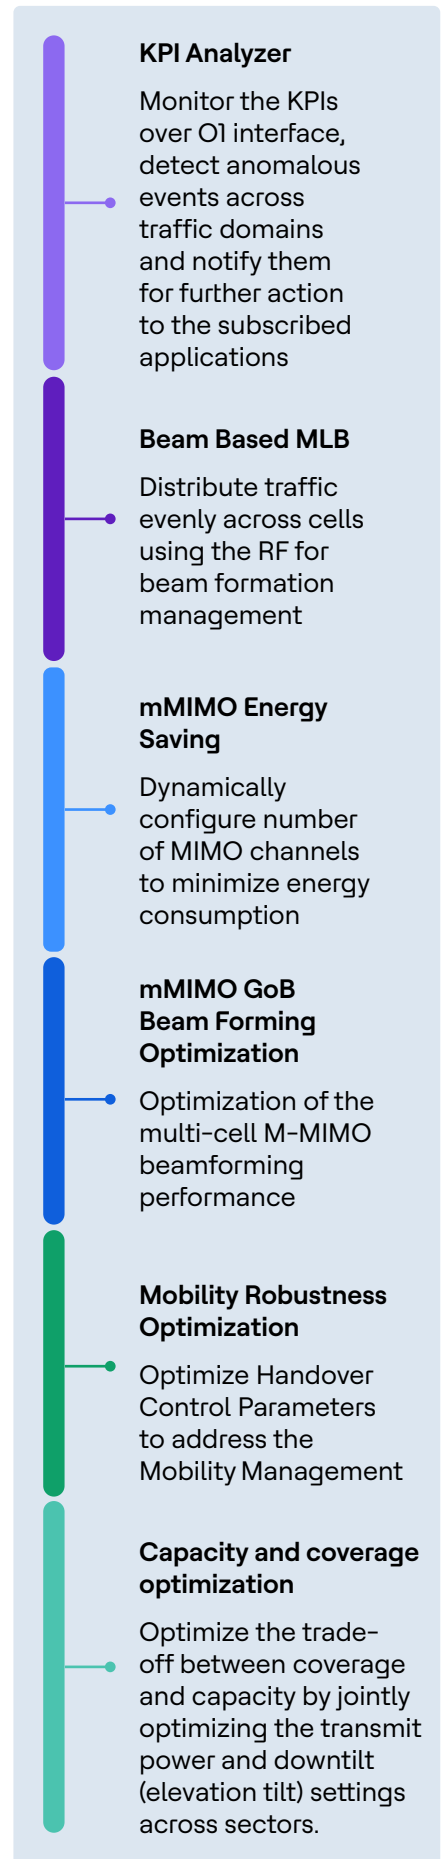 KPI Analyzer
Monitor the KPIs
over O1 interface,
detect anomalous
events across
traffic domains
and notify them
for further action
to the subscribed
applications
Beam Based MLB
Distribute traffic
evenly across cells
using the RF for
beam formation
management
mMIMO Energy
Saving
Dynamically
configure number
of MIMO channels
to minimize energy
consumption
mMIMO GoB
Beam Forming
Optimization
Optimization of the
multi-cell M-MIMO
beamforming
performance
Mobility Robustness
Optimization
Optimize Handover
Control Parameters
to address the
Mobility Management
Capacity and coverage
optimization
Optimize the trade-
off between coverage
and capacity by jointly
optimizing the transmit
power and downtilt
(elevation tilt) settings
across sectors.